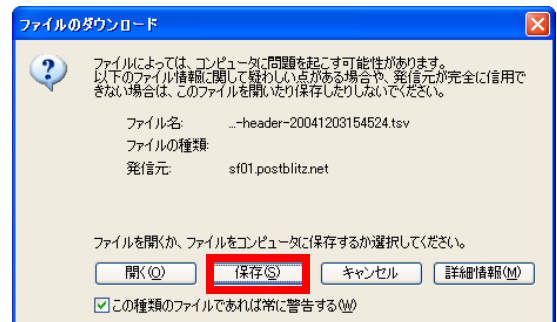 ファイルのダウンロード
ファイルによっては、コンピュータに問題を起こす可能性があります。
以下のファイル情報に関して疑わしい点がある場合や、発信元が完全に信用で
きない場合は、このファイルを開いたり保存したりしないでください。
ファイル名: ...-header-20041203154524.tsv
ファイルの種類:
発信元: sf01.postblitz.net
ファイルを開くか、ファイルをコンピュータに保存するか選択してください。
開く(O) 保存(S) キャンセル 詳細情報(M)
この種類のファイルであれば常に警告する(W)